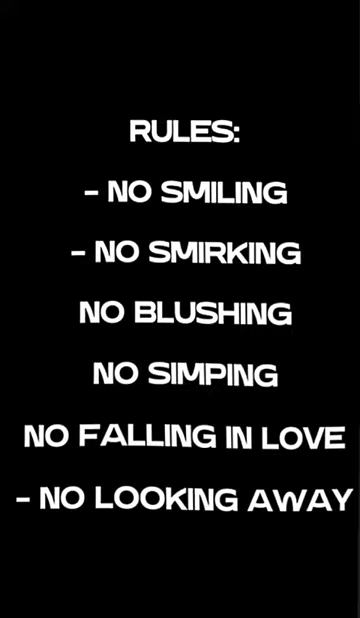 RULES:
- NO SMILING
- NO SMIRKING
NO BLUSHING
NO SIMPING
NO FALLING IN LOVE
- NO LOOKING AWAY